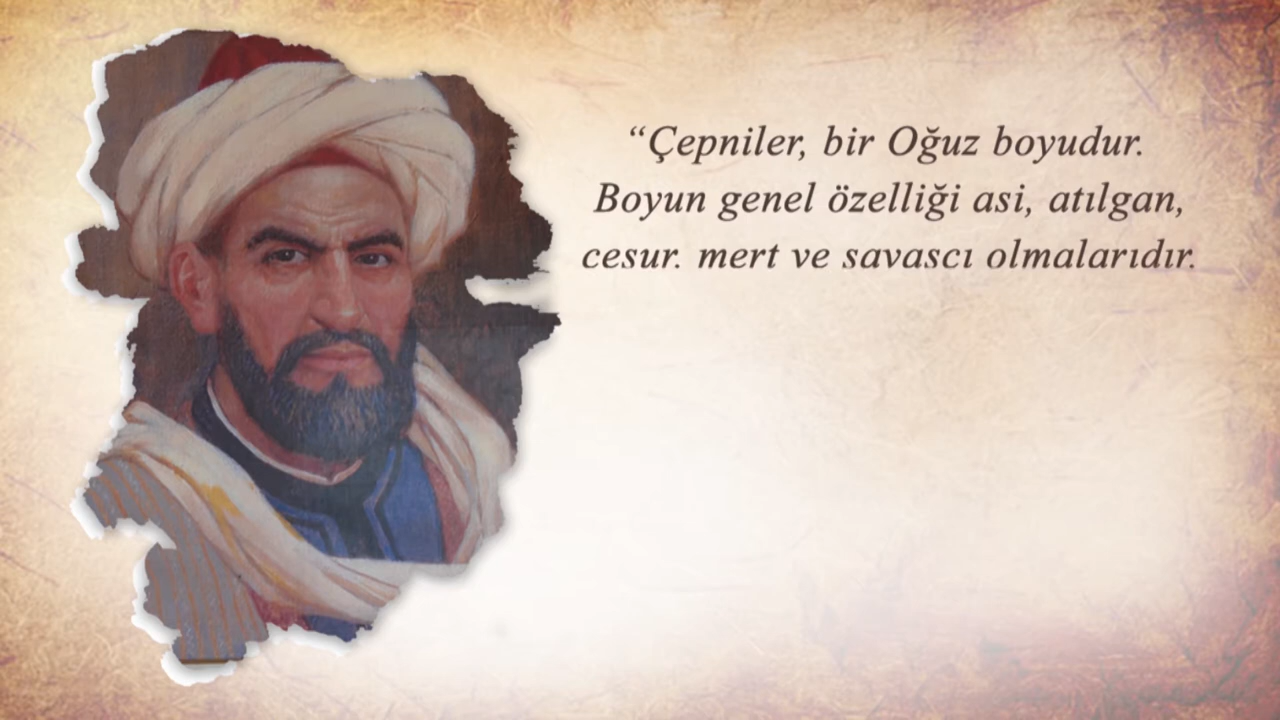 “Çepniler, bir Oğuz boyudur.
Boyun genel özelliği asi, atılgan,
cesur. mert ve savascı olmalarıdır.